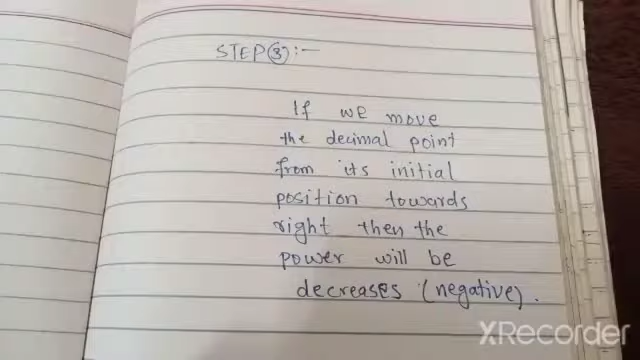 STEP ③:-
If we move
the decimal point
from its initial
position towards
right then the
power will be
decreases (negative).
XRecorder